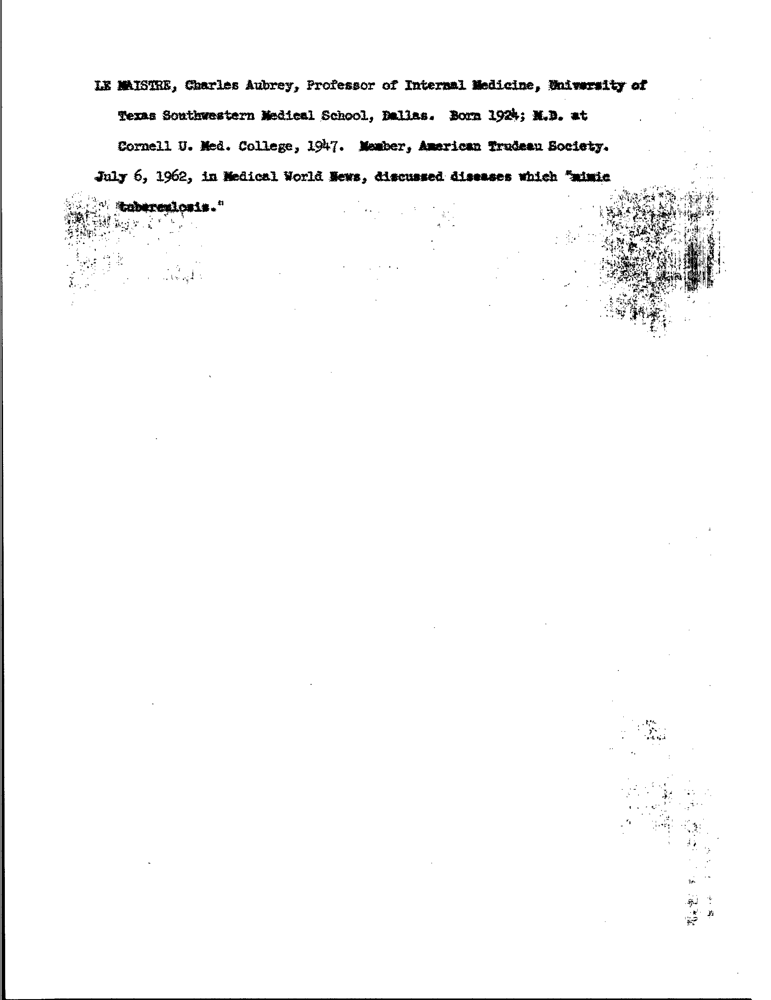 LE MAISTRE, Charles Aubrey, Professor of Internal Medicine, University of
Texas Southwestern Medical School, Dallas. Born 1924; M.D. at
Cornell U. Med. College, 1947. Member, American Trudeau Society.
July 6, 1962, in Medical World News, discussed diseases which "mimic
"tuberculosis."